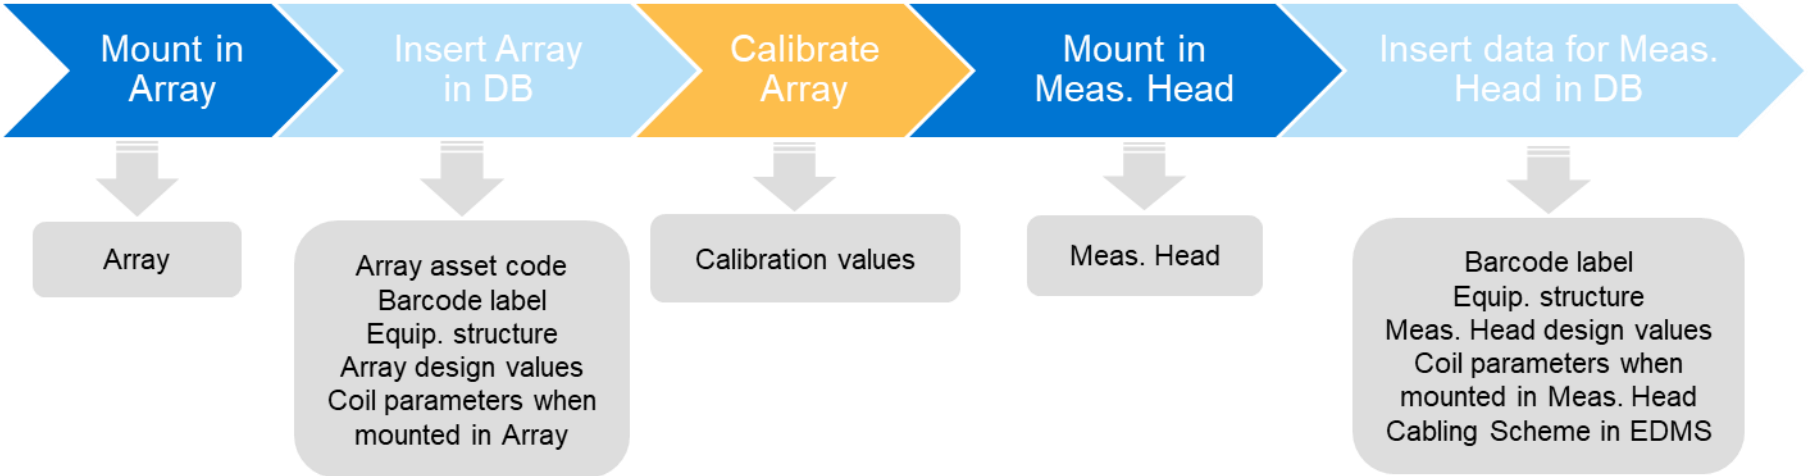 Mount in
Array
Insert Array
in DB
Calibrate
Array
Mount in
Meas. Head
Insert data for Meas.
Head in DB
Array
Array asset code
Barcode label
Equip. structure
Array design values
Coil parameters when
mounted in Array
Calibration values
Meas. Head
Barcode label
Equip. structure
Meas. Head design values
Coil parameters when
mounted in Meas. Head
Cabling Scheme in EDMS